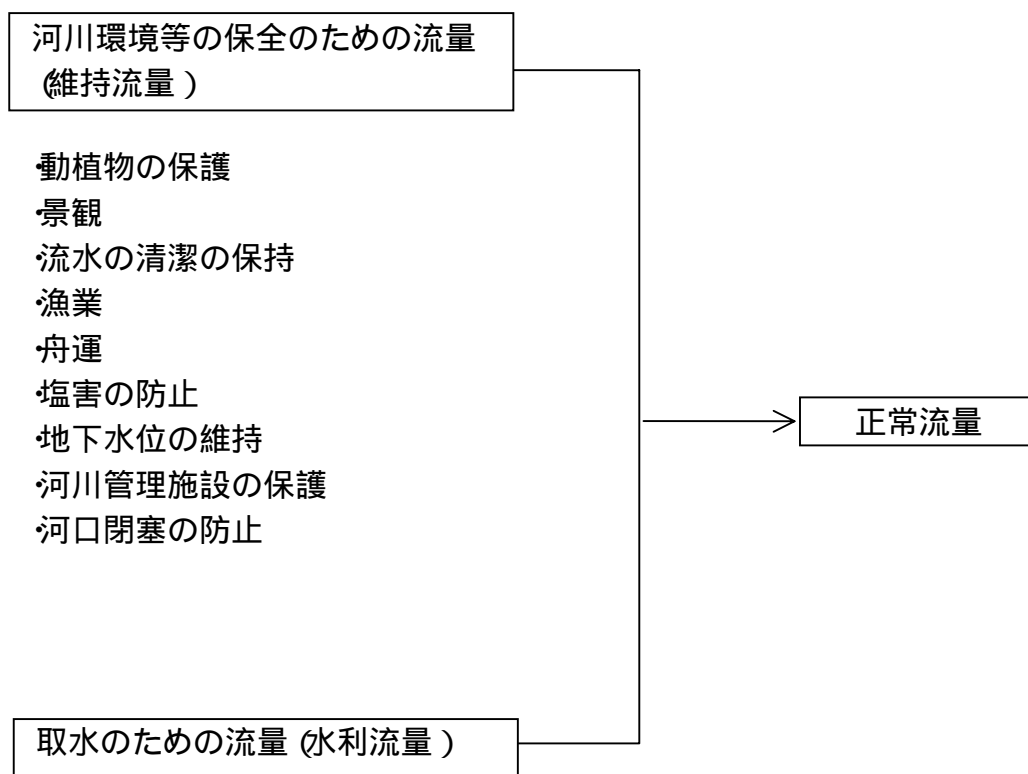 河川環境等の保全のための流量
(維持流量)
・動植物の保護
・景観
・流水の清潔の保持
・漁業
・舟運
・塩害の防止
・地下水位の維持
・河川管理施設の保護
・河口閉塞の防止
正常流量
取水のための流量(水利流量)